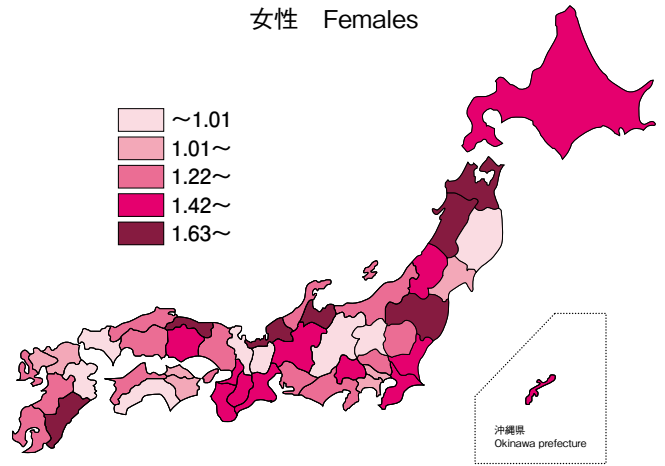 女性　Females
～1.01
1.01～
1.22～
1.42～
1.63～
沖縄県
Okinawa prefecture